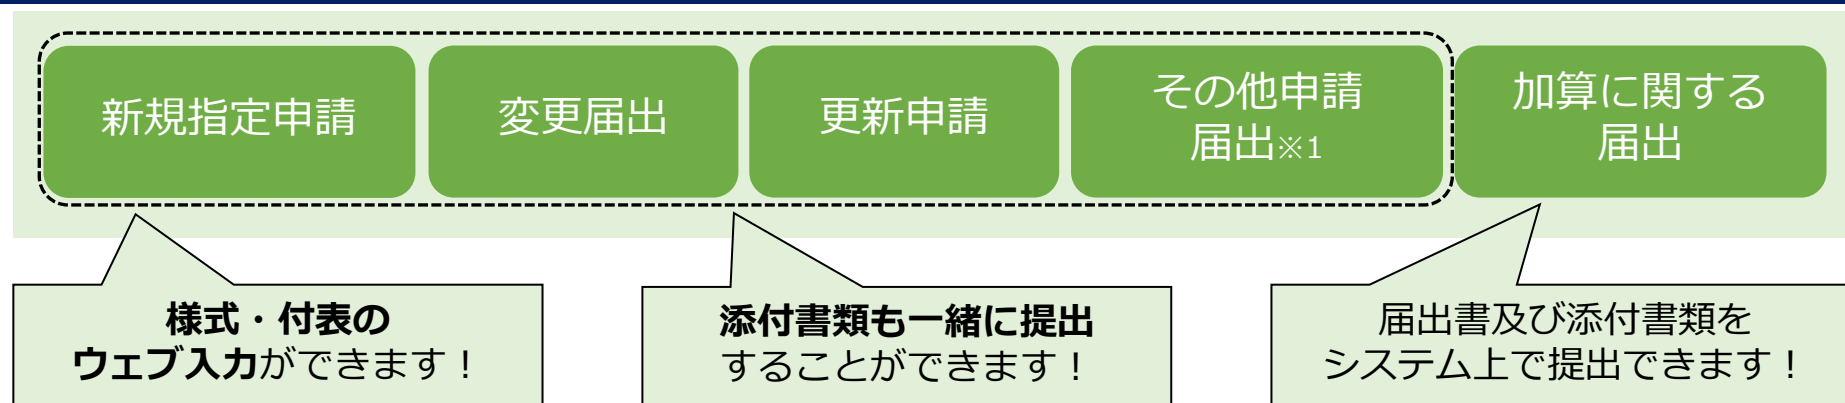 新規指定申請
変更届出
更新申請
その他申請
届出※1
加算に関する
届出
様式・付表の
ウェブ入力ができます！
添付書類も一緒に提出
することができます！
届出書及び添付書類を
システム上で提出できます！